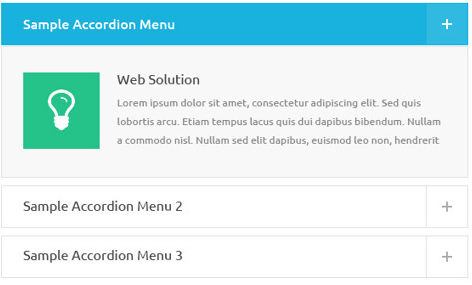 Sample Accordion Menu
Web Solution
Lorem ipsum dolor sit amet, consectetur adipiscing elit. Sed quis
lobortis arcu. Etiam tempus lacus quis dui dapibus bibendum. Nullam
a commodo nisl. Nullam sed elit dapibus, euismod leo non, hendrerit
Sample Accordion Menu 2
Sample Accordion Menu 3